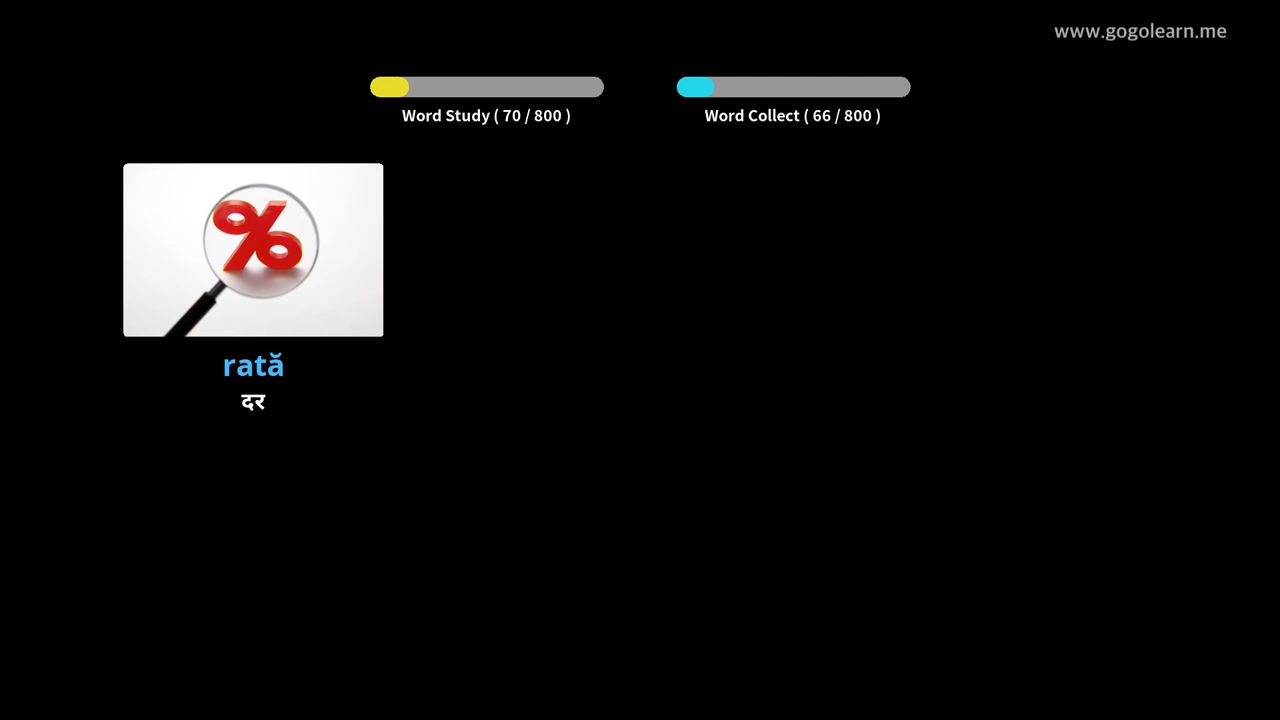 www.gogolearn.me
Word Study ( 70 / 800 )
Word Collect ( 66 / 800 )
%
rată
दर